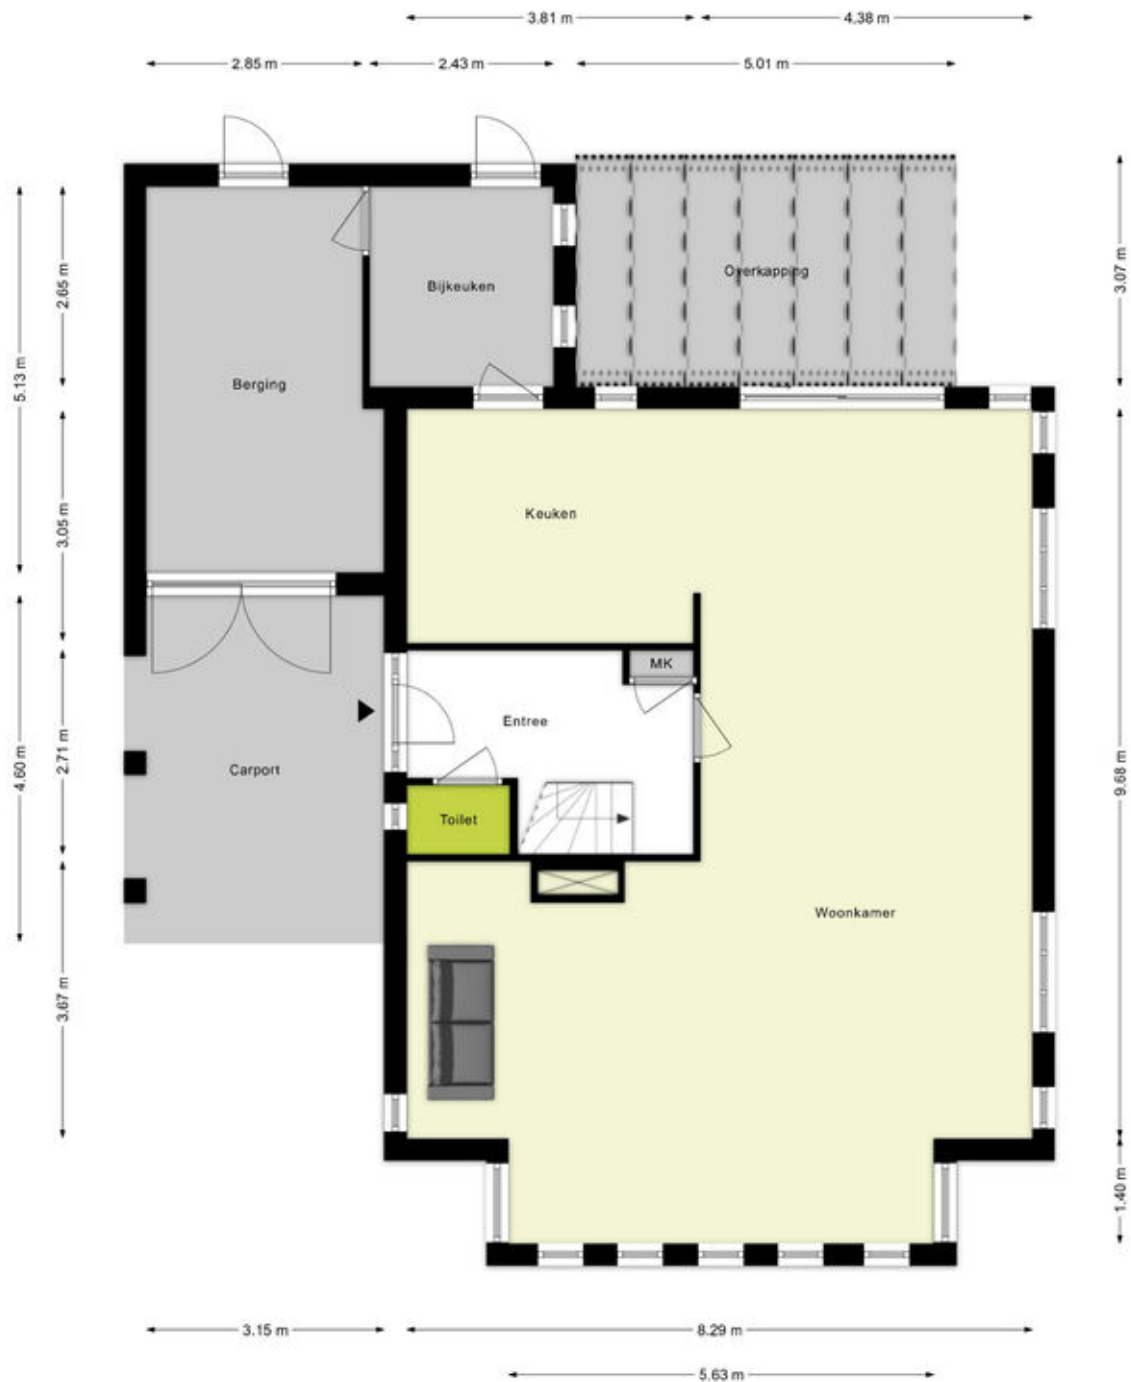 3.81 m
4.38 m
2.85 m
2.43 m
5.01 m
5.13 m
2.65 m
3.07 m
Overkapping
Bijkeuken
Berging
3.05 m
Keuken
MK
Entree
2.71 m
4.60 m
Carport
9.68 m
Toilet
Woonkamer
3.67 m
1.40 m
3.15 m
8.29 m
5.63 m